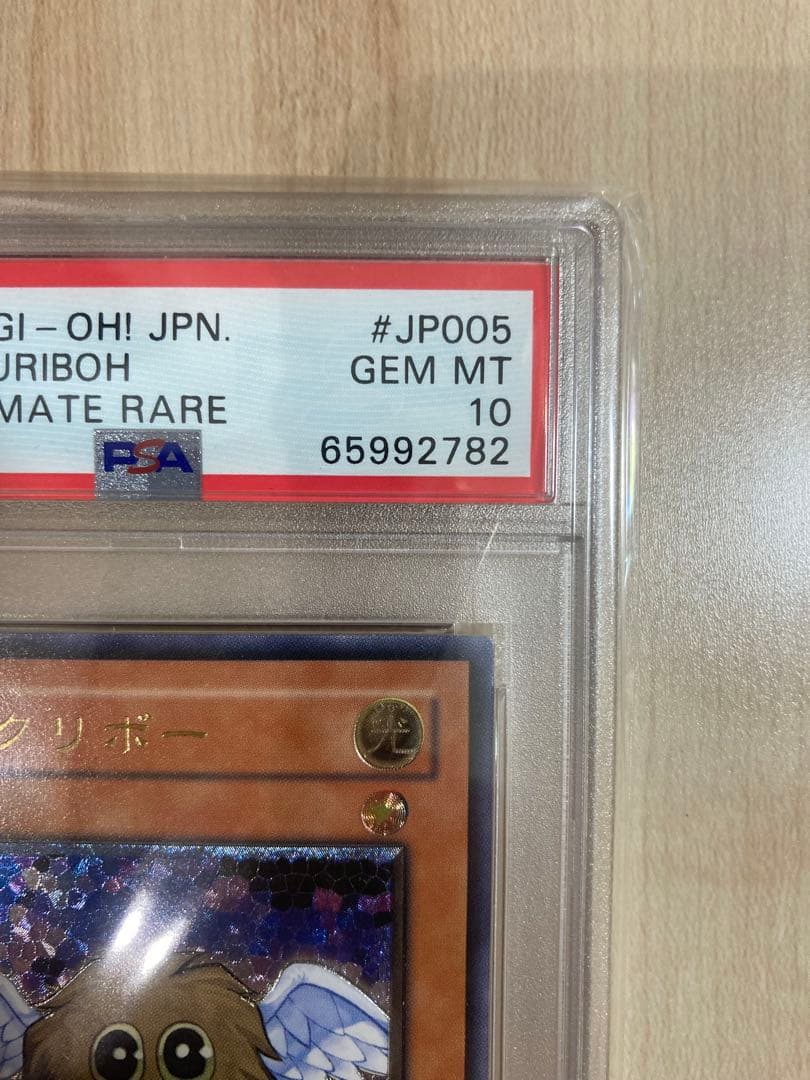 GI-OH! JPN. #JP005
URIBOH GEM MT
MATE RARE 10
PSA 65992782
クリボー 光